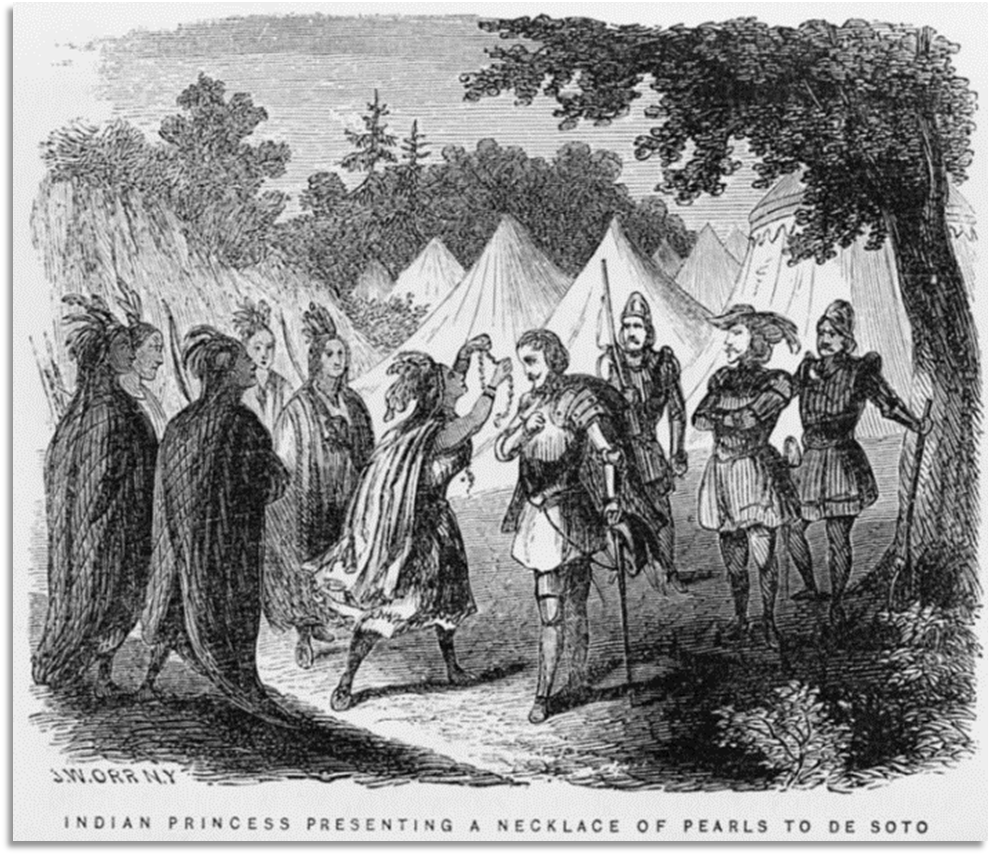 J.W.ORR N.Y
INDIAN PRINCESS PRESENTING A NECKLACE OF PEARLS TO DE SOTO